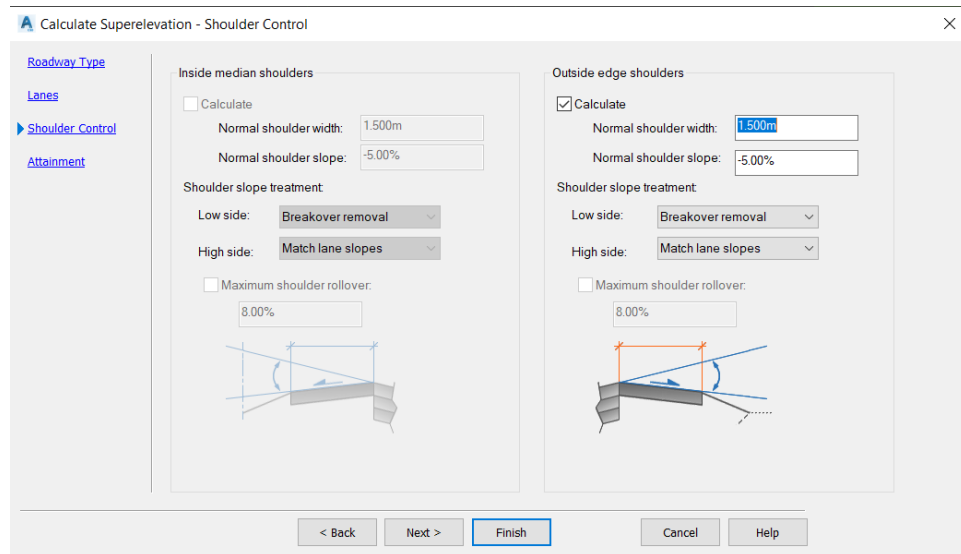 Calculate Superelevation - Shoulder Control
Roadway Type
Lanes
Shoulder Control
Attainment
Inside median shoulders
Calculate
Normal shoulder width: 1.500m
Normal shoulder slope: -5.00%
Shoulder slope treatment:
Low side: Breakover removal
High side: Match lane slopes
Maximum shoulder rollover:
8.00%
Outside edge shoulders
Calculate
Normal shoulder width: 1.500m
Normal shoulder slope: -5.00%
Shoulder slope treatment:
Low side: Breakover removal
High side: Match lane slopes
Maximum shoulder rollover:
8.00%
< Back Next > Finish Cancel Help